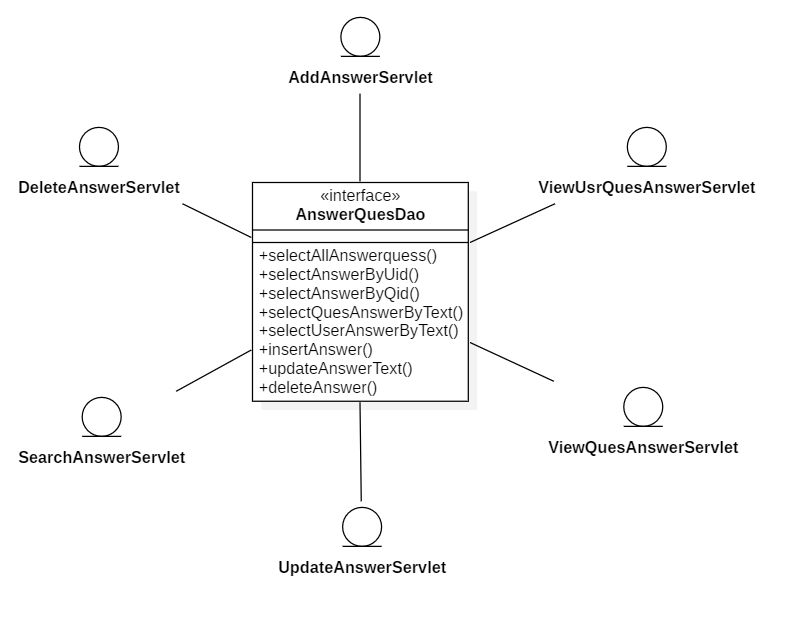 AddAnswerServlet
DeleteAnswerServlet
ViewUsrQuesAnswerServlet
«interface»
AnswerQuesDao
+selectAllAnswerquess()
+selectAnswerByUid()
+selectAnswerByQid()
+selectQuesAnswerByText()
+selectUserAnswerByText()
+insertAnswer()
+updateAnswerText()
+deleteAnswer()
SearchAnswerServlet
ViewQuesAnswerServlet
UpdateAnswerServlet